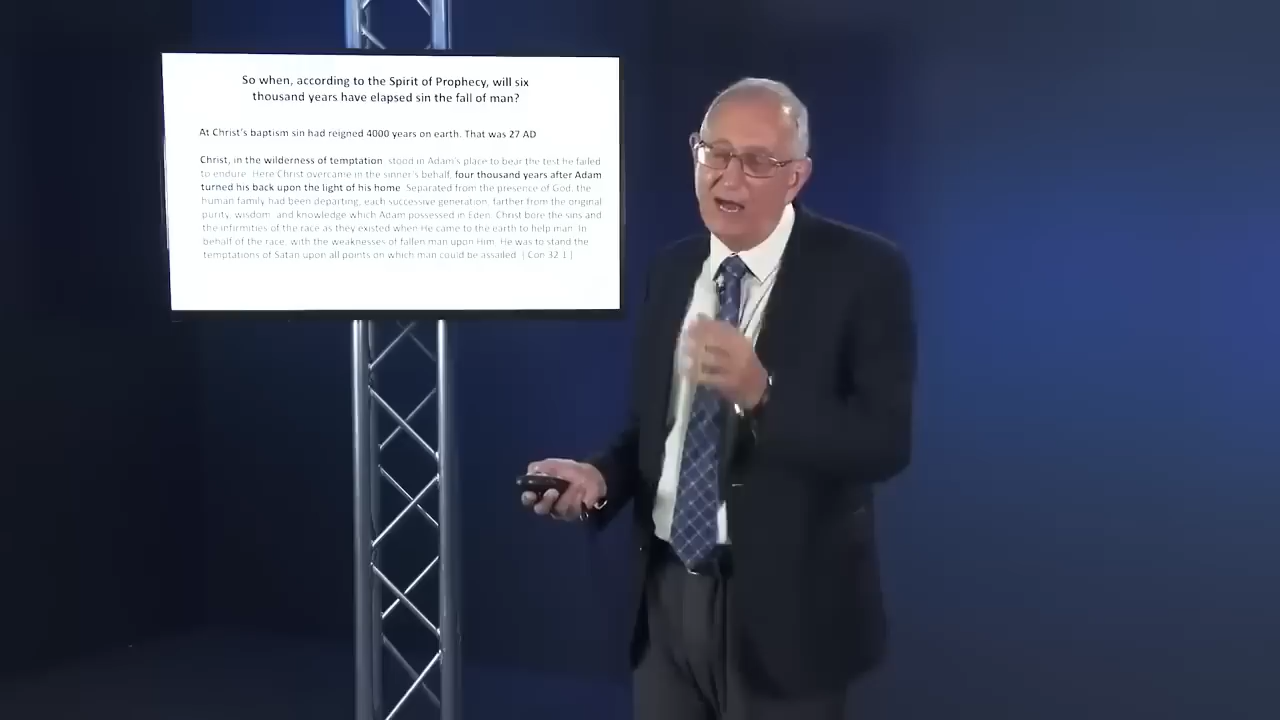 So when, according to the Spirit of Prophecy, will six
thousand years have elapsed sin the fall of man?
At Christ's baptism sin had reigned 4000 years on earth. That was 27 AD
Christ, in the wilderness of temptation stood in Adam's place to bear the test he failed
to endure. Here Christ overcame in the sinner's behalf, four thousand years after Adam
turned his back upon the light of his home Separated from the presence of God, the
human family had been departing, each successive generation, farther from the original
purity, wisdom and knowledge which Adam possessed in Eden. Christ bore the sins and
the infirmities of the race as they existed when He came to the earth to help man. In
behalf of the race, with the weaknesses of fallen man upon Him, He was to stand the
temptations of Satan upon all points on which man could be assailed. { Con 32.1 }